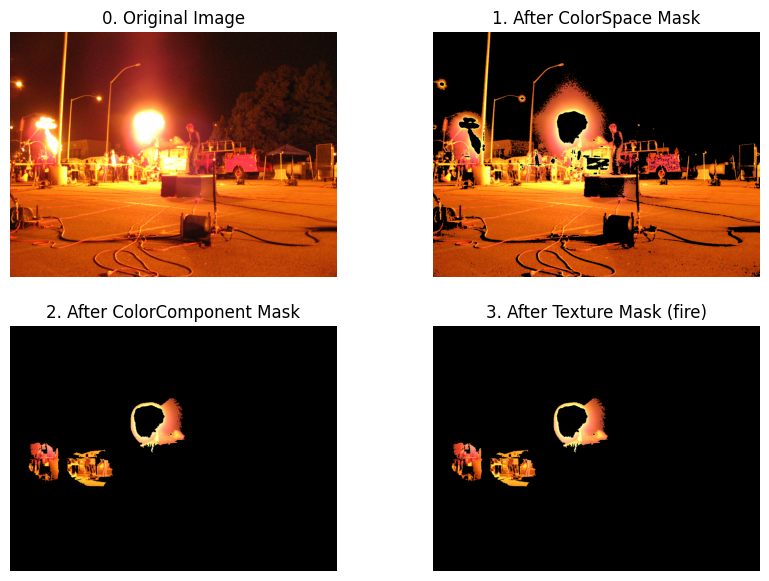 0. Original Image
1. After ColorSpace Mask
2. After ColorComponent Mask
3. After Texture Mask (fire)